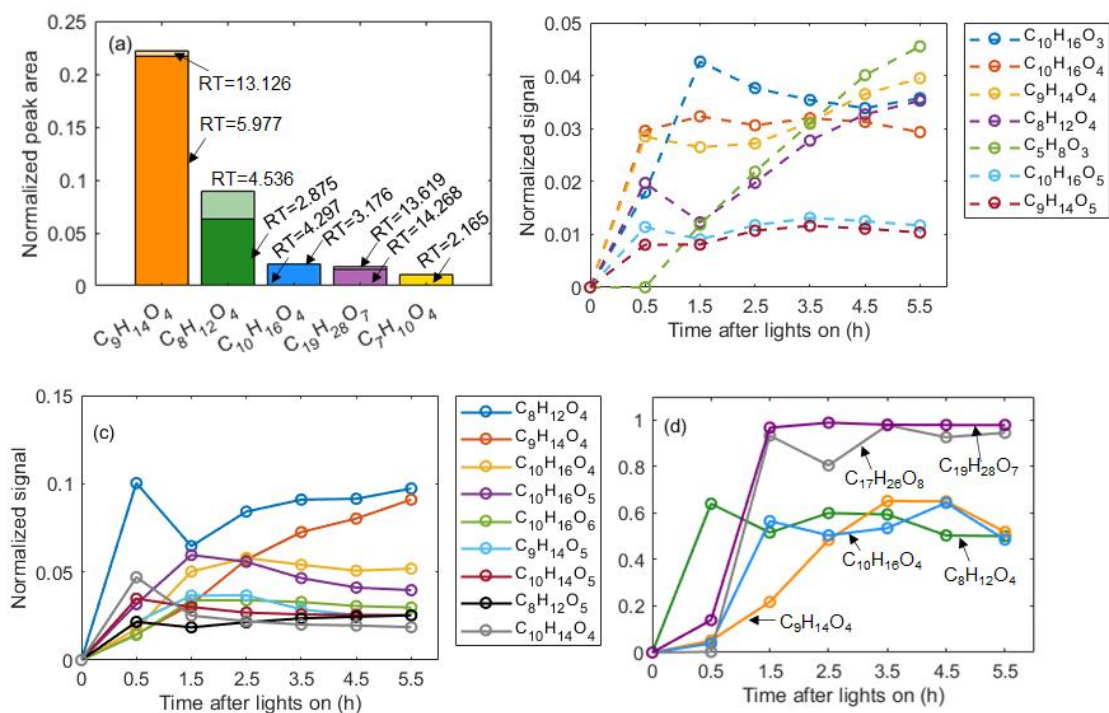 (a)
Normalized peak area
0.25
0.2
0.15
0.1
0.05
0
RT=13.126
RT=5.977
RT=4.536
RT=2.875
RT=4.297
RT=3.176
RT=13.619
RT=14.268
RT=2.165
C₉H₁₄O₄
C₈H₁₂O₄
C₁₀H₁₆O₄
C₁₉H₂₈O₇
C₇H₁₀O₄
Normalized signal
0.05
0.04
0.03
0.02
0.01
0
0 0.5 1.5 2.5 3.5 4.5 5.5
Time after lights on (h)
C₁₀H₁₆O₃
C₁₀H₁₆O₄
C₉H₁₄O₄
C₈H₁₂O₄
C₅H₈O₃
C₁₀H₁₆O₅
C₉H₁₄O₅
(c)
Normalized signal
0.15
0.1
0.05
0
0 0.5 1.5 2.5 3.5 4.5 5.5
Time after lights on (h)
C₈H₁₂O₄
C₉H₁₄O₄
C₁₀H₁₆O₄
C₁₀H₁₆O₅
C₁₀H₁₆O₆
C₉H₁₄O₅
C₁₀H₁₄O₅
C₈H₁₂O₅
C₁₀H₁₄O₄
(d)
1
0.8
0.6
0.4
0.2
0
C₁₉H₂₈O₇
C₁₇H₂₆O₈
C₁₀H₁₆O₄
C₈H₁₂O₄
C₉H₁₄O₄
0 0.5 1.5 2.5 3.5 4.5 5.5
Time after lights on (h)